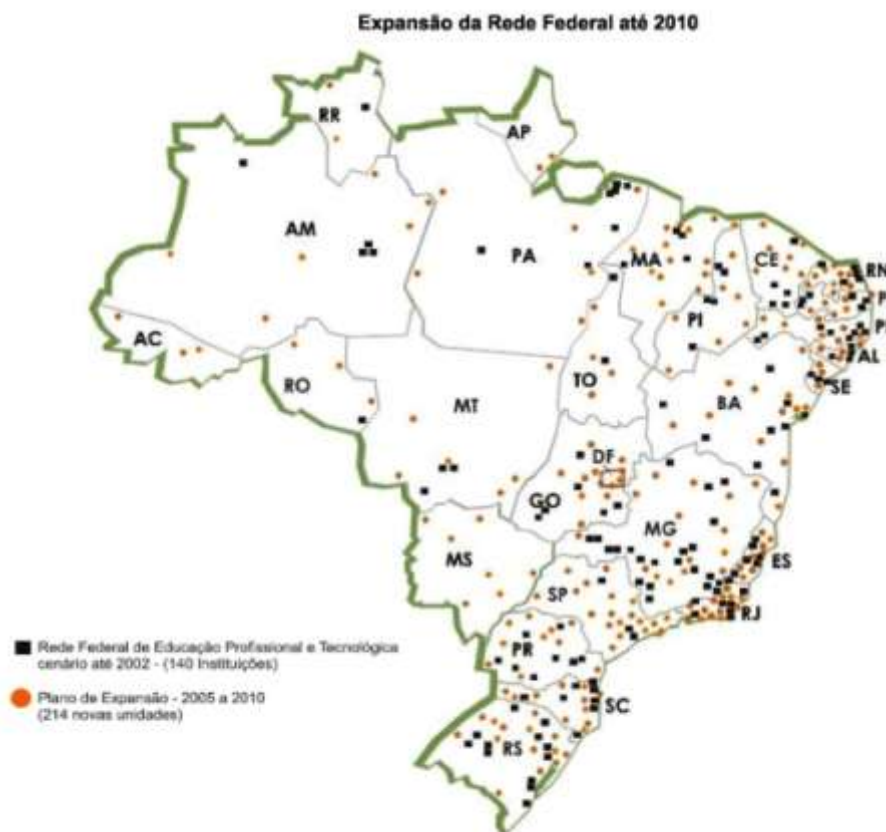 Expansão da Rede Federal até 2010
RR
AP
AM
PA
MA
CE
RN
P
PI
P
AC
AL
TO
SE
RO
BA
MT
DF
GO
MG
ES
MS
SP
RJ
PR
SC
RS
Rede Federal de Educação Profissional e Tecnológica
cenário até 2002 - (140 Instituições)
Plano de Expansão - 2005 a 2010
(214 novas unidades)